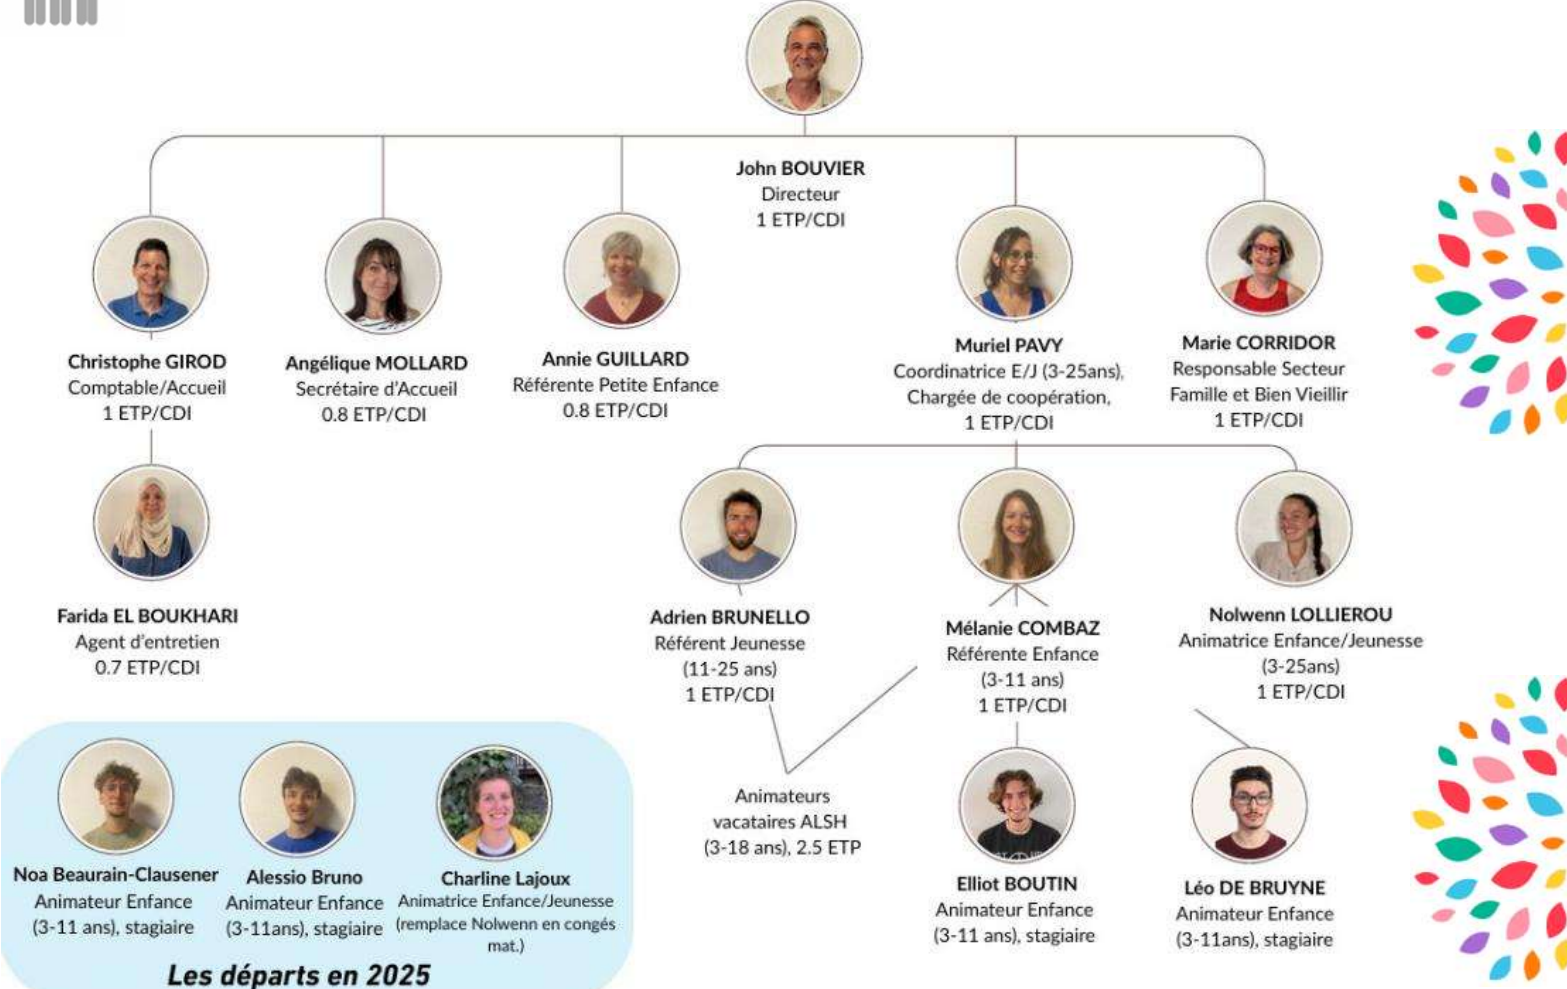 John BOUVIER
Directeur
1 ETP/CDI
Christophe GIROD
Comptable/Accueil
1 ETP/CDI
Angélique MOLLARD
Secrétaire d'Accueil
0.8 ETP/CDI
Annie GUILLARD
Référente Petite Enfance
0.8 ETP/CDI
Muriel PAVY
Coordinatrice E/J (3-25ans),
Chargée de coopération,
1 ETP/CDI
Marie CORRIDOR
Responsable Secteur
Famille et Bien Vieillir
1 ETP/CDI
Farida EL BOUKHARI
Agent d'entretien
0.7 ETP/CDI
Adrien BRUNELLO
Référent Jeunesse
(11-25 ans)
1 ETP/CDI
Mélanie COMBAZ
Référente Enfance
(3-11 ans)
1 ETP/CDI
Nolwenn LOLLIEROU
Animatrice Enfance/Jeunesse
(3-25ans)
1 ETP/CDI
Animateurs
vacataires ALSH
(3-18 ans), 2.5 ETP
Elliot BOUTIN
Animateur Enfance
(3-11 ans), stagiaire
Léo DE BRUYNE
Animateur Enfance
(3-11ans), stagiaire
Noa Beaurain-Clausener
Animateur Enfance
(3-11 ans), stagiaire
Alessio Bruno
Animateur Enfance
(3-11ans), stagiaire
Charline Lajoux
Animatrice Enfance/Jeunesse
(remplace Nolwenn en congés
mat.)
Les départs en 2025